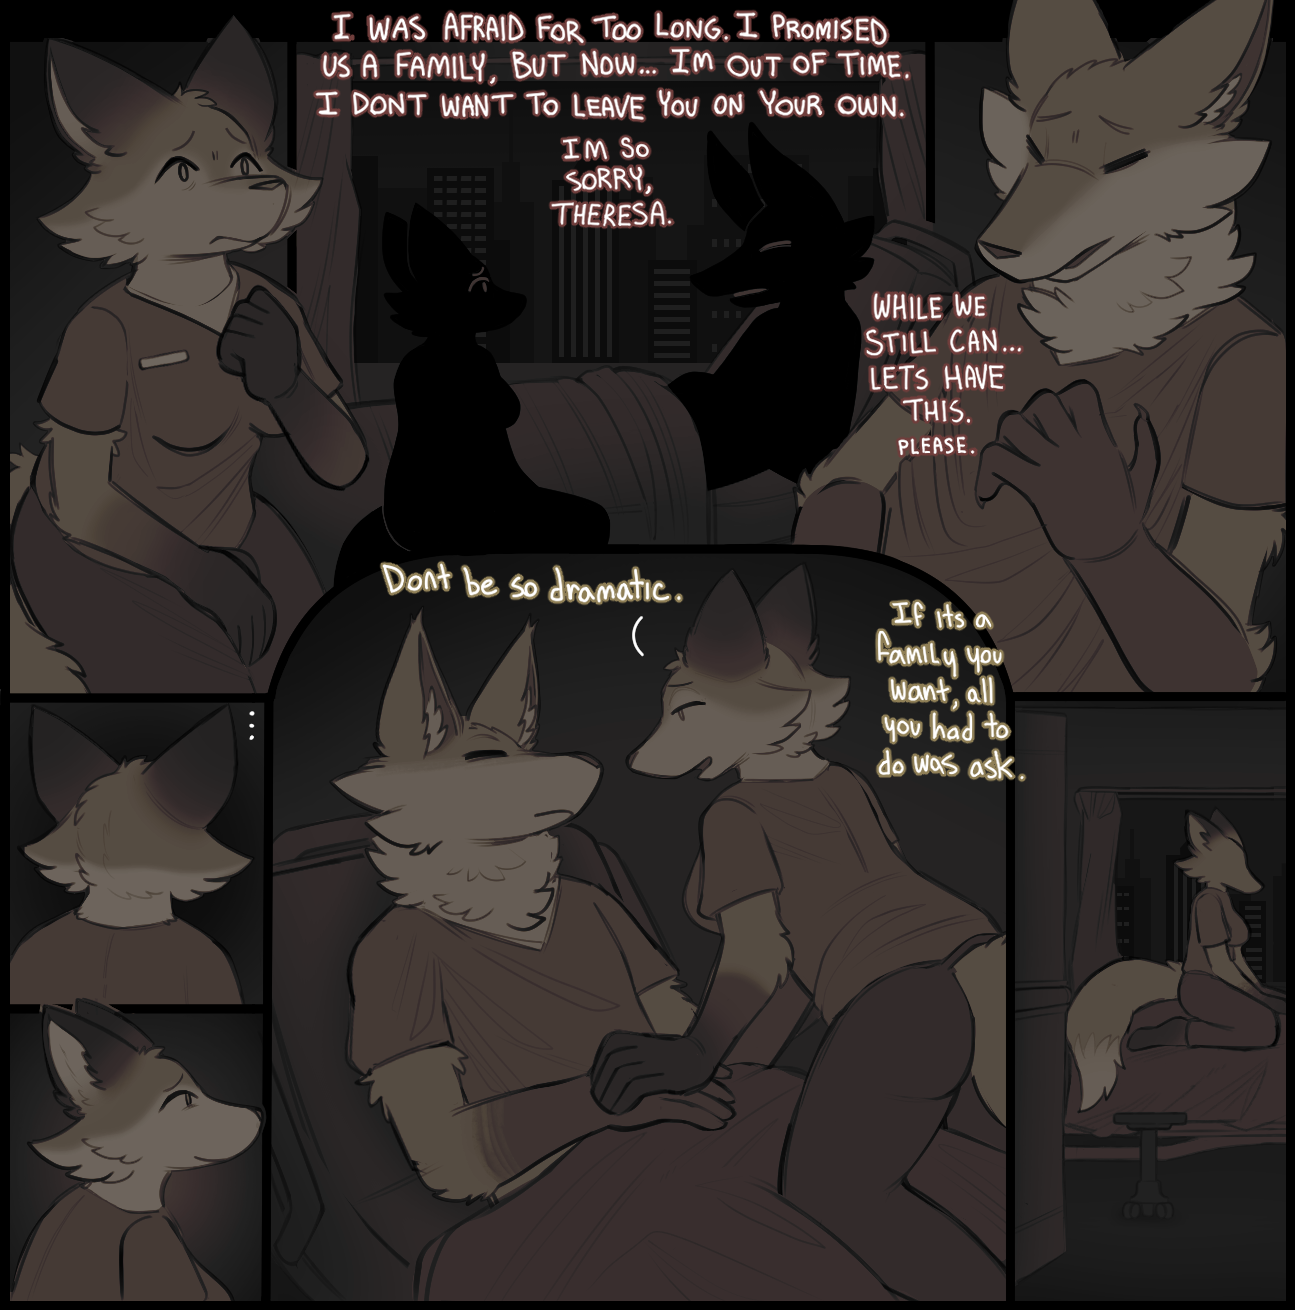 I WAS AFRAID FOR TOO LONG. I PROMISED
US A FAMILY, BUT NOW... IM OUT OF TIME.
I DONT WANT TO LEAVE YOU ON YOUR OWN.
IM SO
SORRY,
THERESA.
WHILE WE
STILL CAN...
LETS HAVE
THIS.
PLEASE.
Dont be so dramatic.
If its a
family you
want, all
you had to
do was ask.
...